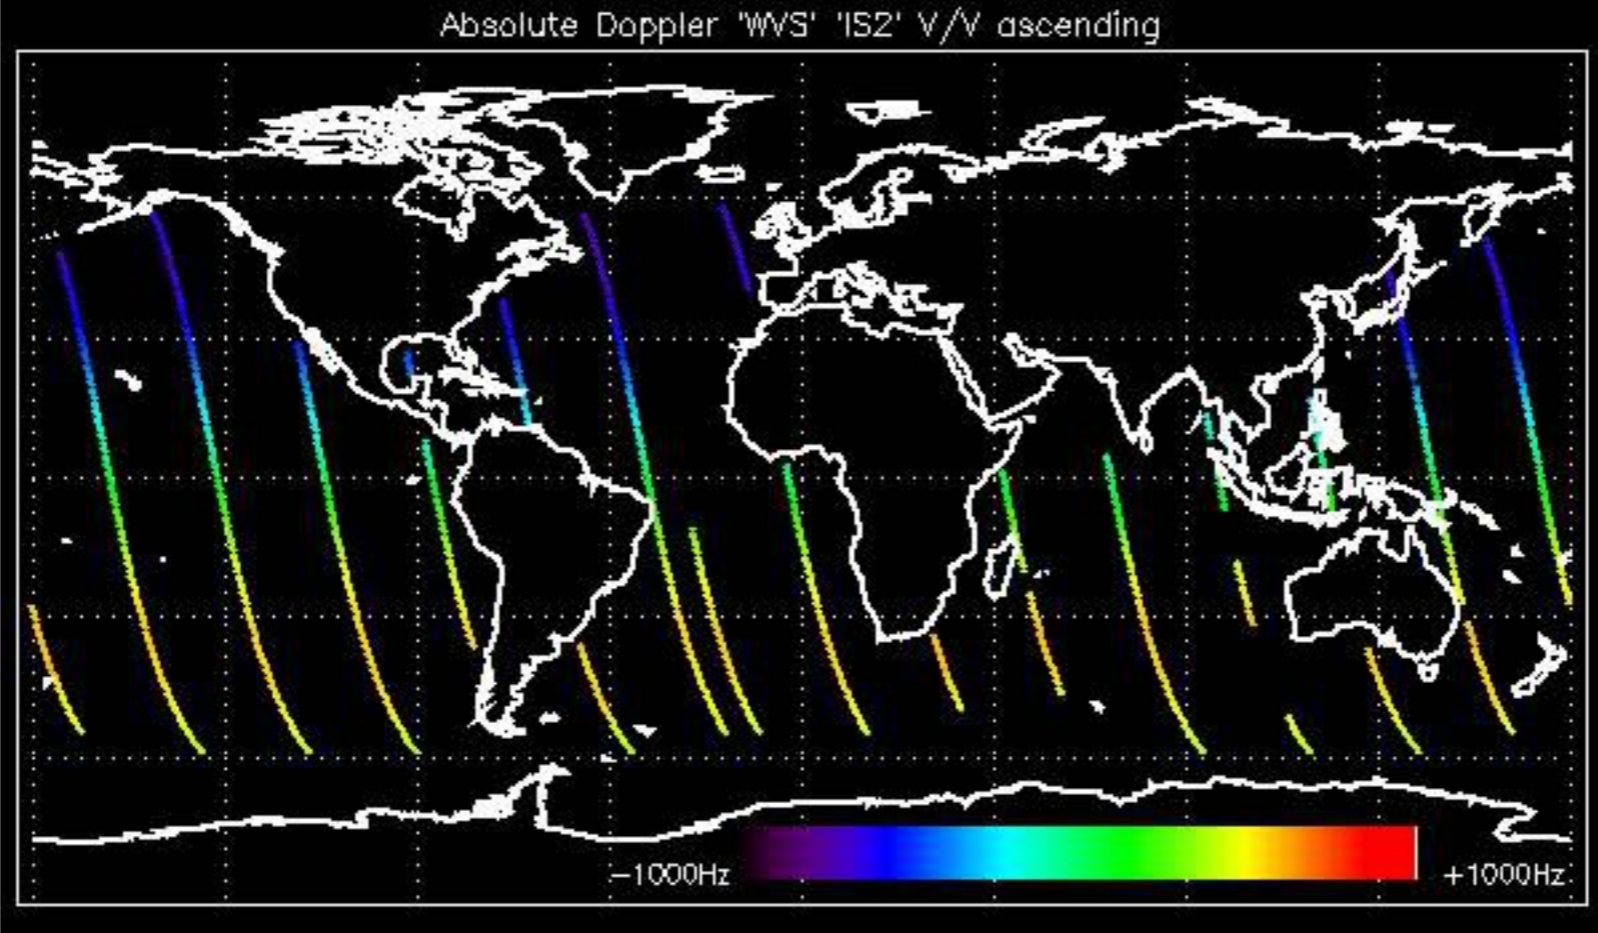 Absolute Doppler 'WVS' 'IS2' V/V ascending
-1000Hz +1000Hz